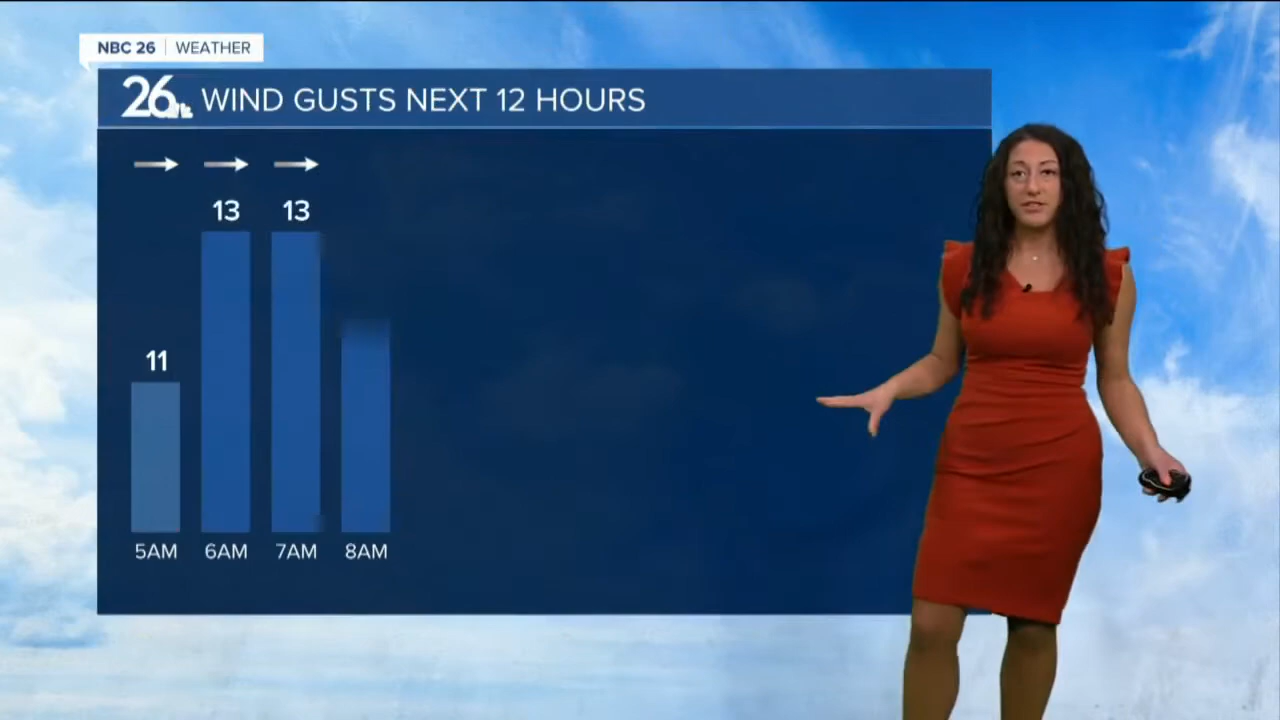 NBC 26 | WEATHER
26 WIND GUSTS NEXT 12 HOURS
13 13
11
5AM 6AM 7AM 8AM